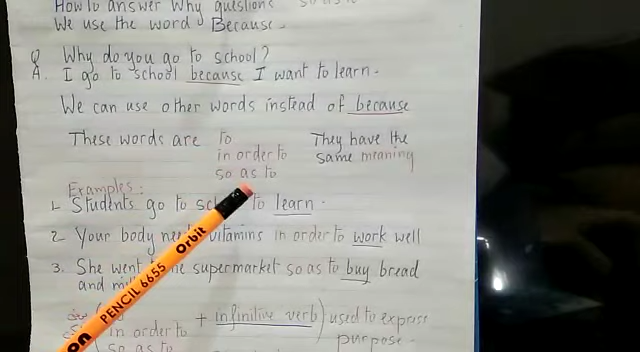 How to answer Why questions so as to
We use the word Because.
Q. Why do you go to school?
A. I go to school because I want to learn.
We can use other words instead of because
These words are to They have the
in order to same meaning
so as to
Examples:
1. Students go to to learn.
2- Your body vitamins in order to work well
3. She went supermarket so as to buy bread
and
+ infinitive verb) used to express
in order to purpose.
so as to
Orbit
PENCIL 6655